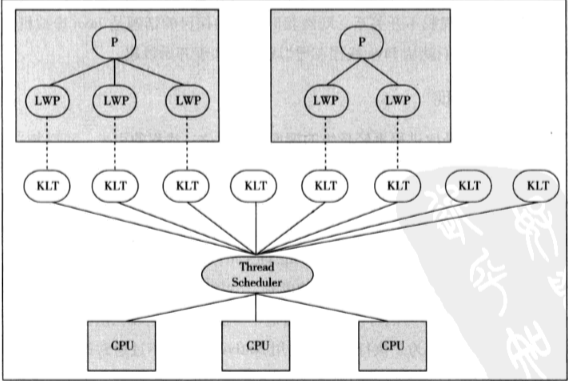 P P
LWP LWP LWP LWP LWP
KLT KLT KLT KLT KLT KLT KLT KLT
Thread
Scheduler
CPU CPU CPU